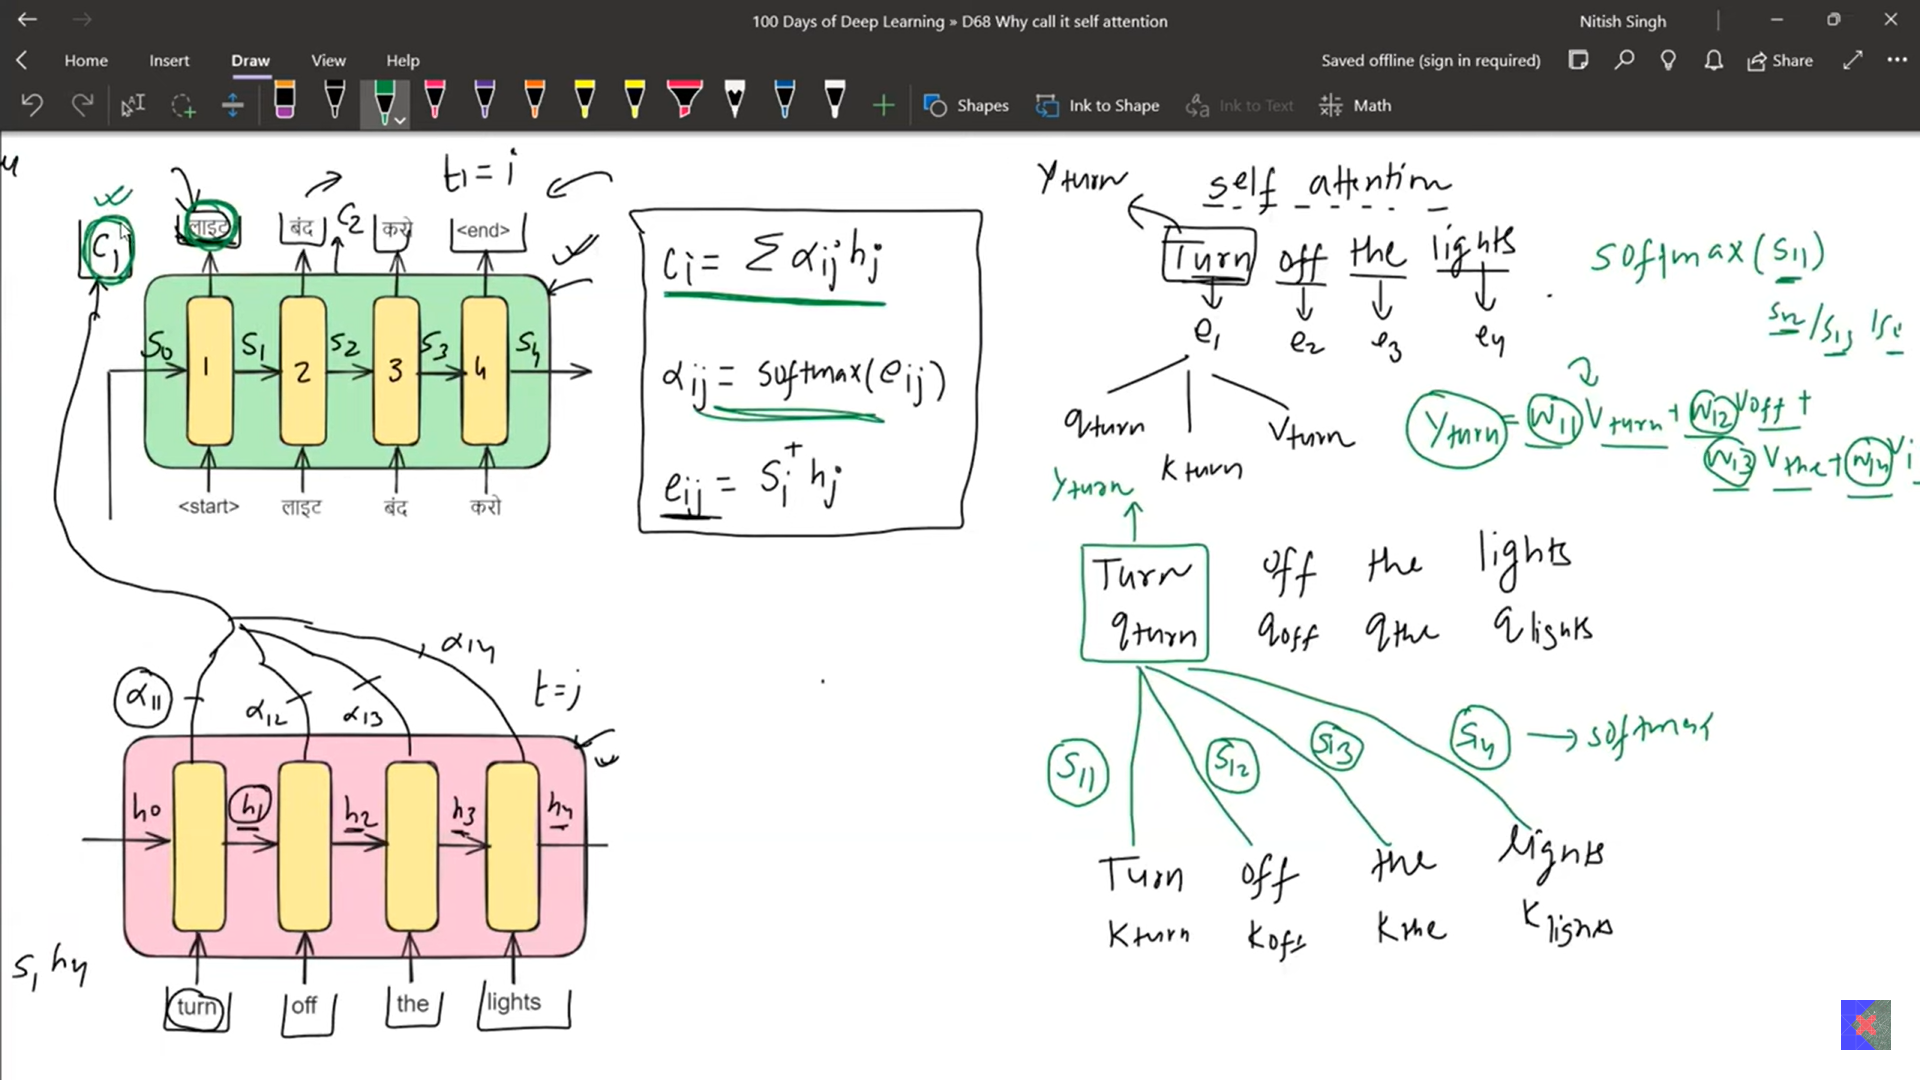 100 Days of Deep Learning » D68 Why call it self attention
Nitish Singh
Home Insert Draw View Help
Saved offline (sign in required)
Share
Shapes
Ink to Shape
Ink to Text
Math
t₁ = i
C₁
लाइट
बंद
C₂
करो
<end>
S₀ 1 S₁ 2 S₂ 3 S₃ 4 S₄
<start> लाइट बंद करो
cᵢ = Σ αᵢⱼ hⱼ
αᵢⱼ = softmax(eᵢⱼ)
eᵢⱼ = Sᵢᵀ hⱼ
α₁₁ α₁₂ α₁₃ α₁₄
t = j
h₀ h₁ h₂ h₃ h₄
S₁ h₄
turn off the lights
self attention
Yturn
Turn off the lights
e₁ e₂ e₃ e₄
qturn Kturn Vturn
softmax(S₁₁)
S₁₂ / S₁₃
Yturn = W₁₁ Vturn + W₁₂ Voff +
W₁₃ Vthe + W₁₄
Yturn
Turn off the lights
qturn qoff qthe qlights
S₁₁ S₁₂ S₁₃ S₁₄ → softmax
Turn off the lights
Kturn Koff Kthe Klights